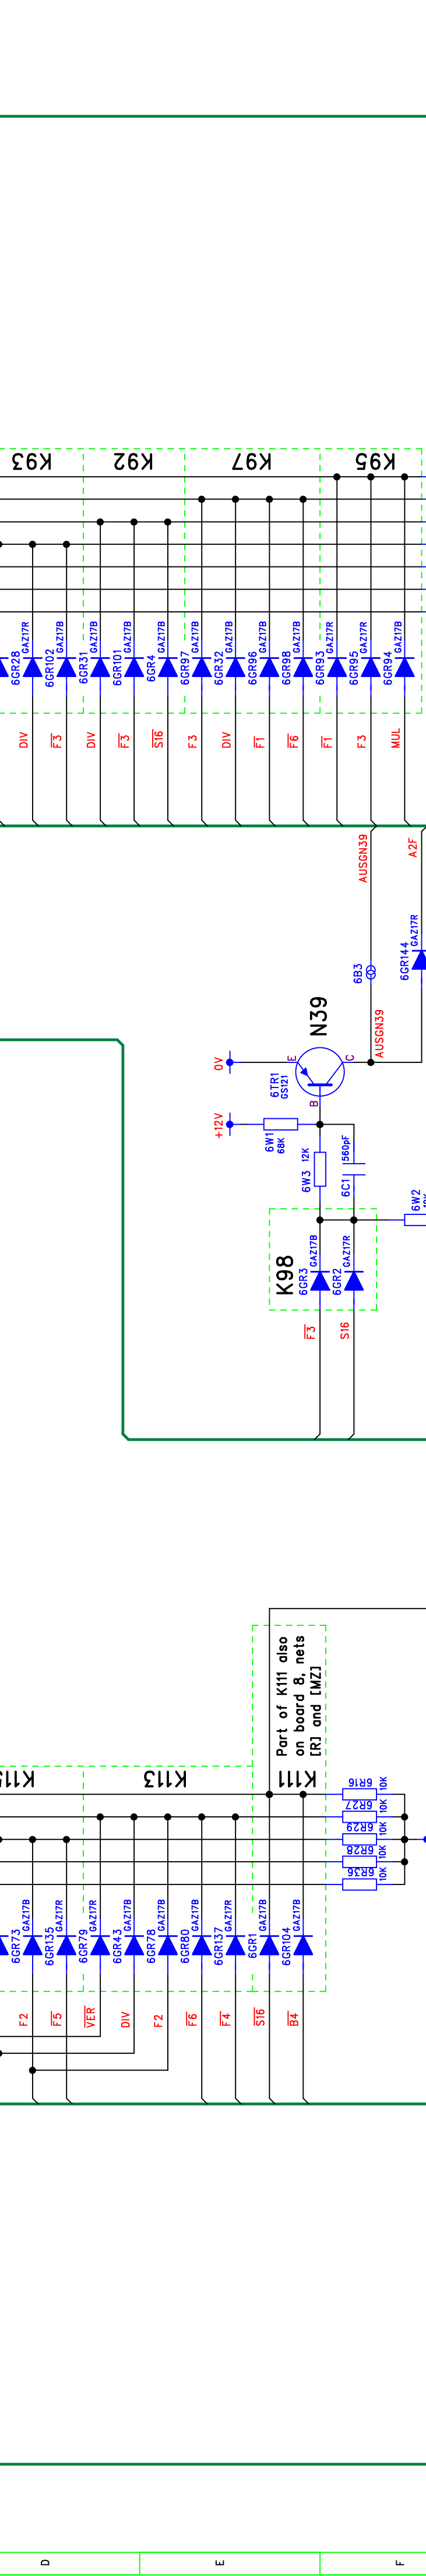 K93
K92
K97
K95
6GR28
GAZ17R
6GR102
GAZ17B
6GR31
GAZ17B
6GR101
GAZ17B
6GR4
GAZ17B
6GR97
GAZ17R
6GR32
GAZ17B
6GR96
GAZ17B
6GR98
GAZ17B
6GR93
GAZ17R
6GR95
GAZ17B
6GR94
GAZ17B
DIV
F3
DIV
F3
S16
F3
DIV
F1
F6
F1
F3
MUL
AUSGN39
A2F
6B3
6GR144
GAZ17R
N39
AUSGN39
0V
E
C
B
6TR1
GS121
+12V
6W1
68K
6W3
12K
6C1
560pF
6W2
K98
6GR3
GAZ17B
6GR2
GAZ17R
F3
S16
Part of K111 also
on board 8, nets
[R] and [MZ]
K115
K113
K111
6R16
10K
6R27
10K
6R29
10K
6R28
10K
6R36
10K
6GR73
GAZ17B
6GR135
GAZ17R
6GR79
GAZ17R
6GR43
GAZ17B
6GR78
GAZ17B
6GR80
GAZ17B
6GR137
GAZ17R
6GR1
GAZ17B
6GR104
GAZ17B
F2
F5
VER
DIV
F2
F6
F4
S16
B4
D
E
F